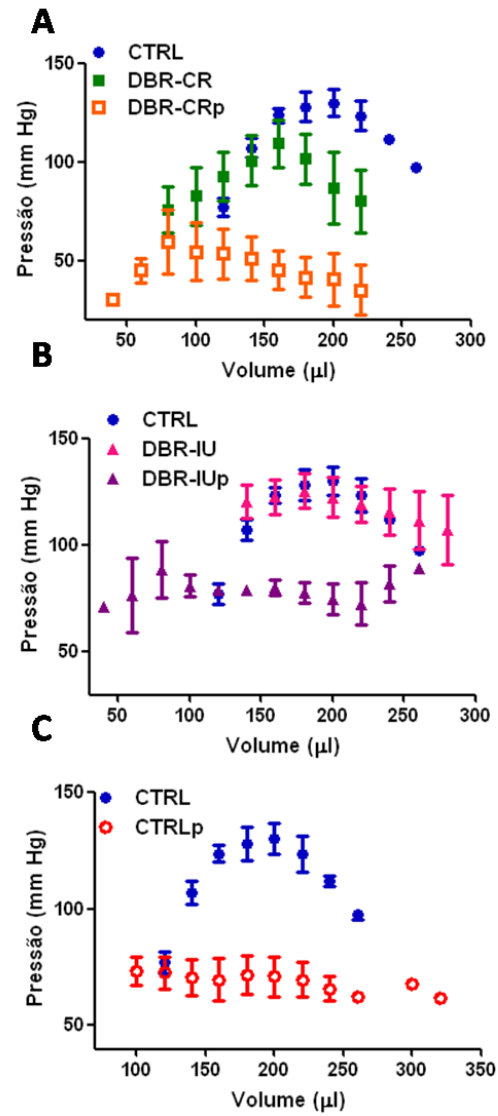 A
CTRL
DBR-CR
DBR-CRp
150
100
50
Pressão (mm Hg)
50 100 150 200 250 300
Volume (µl)
B
CTRL
DBR-IU
DBR-IUp
150
100
50
Pressão (mm Hg)
50 100 150 200 250 300
Volume (µl)
C
CTRL
CTRLp
150
100
50
Pressão (mm Hg)
100 150 200 250 300 350
Volume (µl)